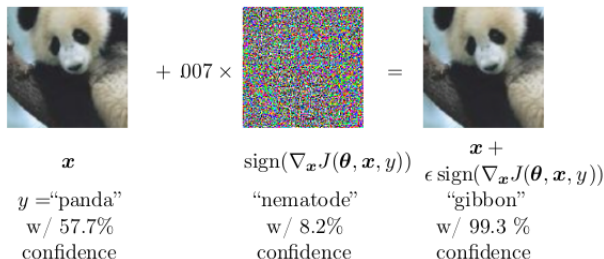 + .007 ×
=
x
y =“panda”
w/ 57.7%
confidence
sign(∇ₓJ(θ, x, y))
“nematode”
w/ 8.2%
confidence
x +
ϵ sign(∇ₓJ(θ, x, y))
“gibbon”
w/ 99.3 %
confidence